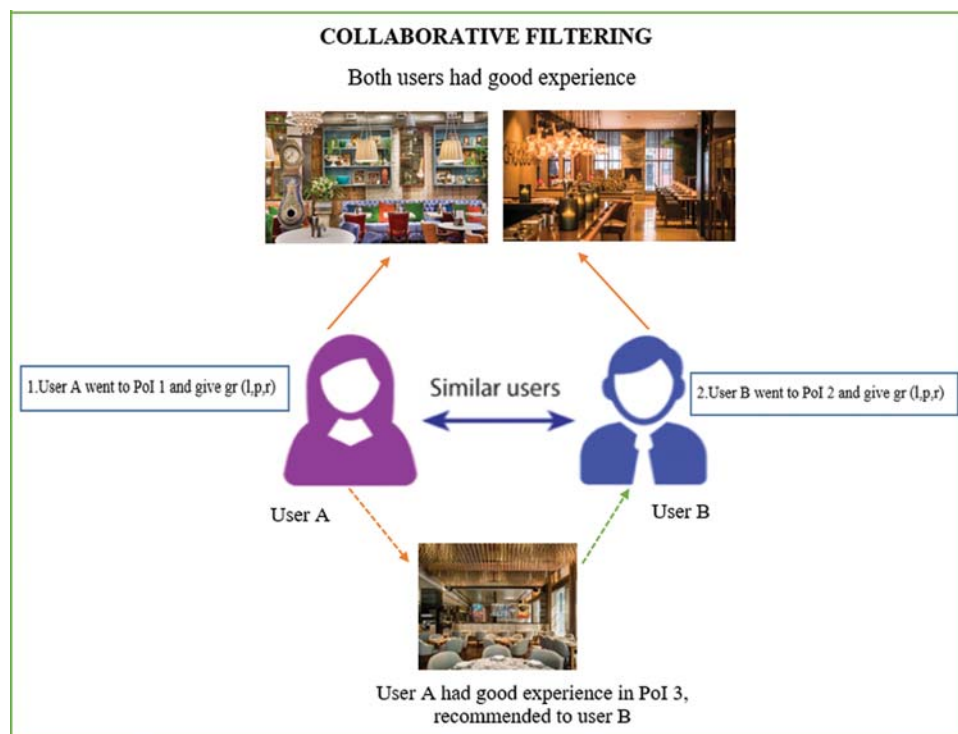 COLLABORATIVE FILTERING
Both users had good experience
1.User A went to PoI 1 and give gr (l,p,r)
Similar users
2.User B went to PoI 2 and give gr (l,p,r)
User A
User B
User A had good experience in PoI 3,
recommended to user B